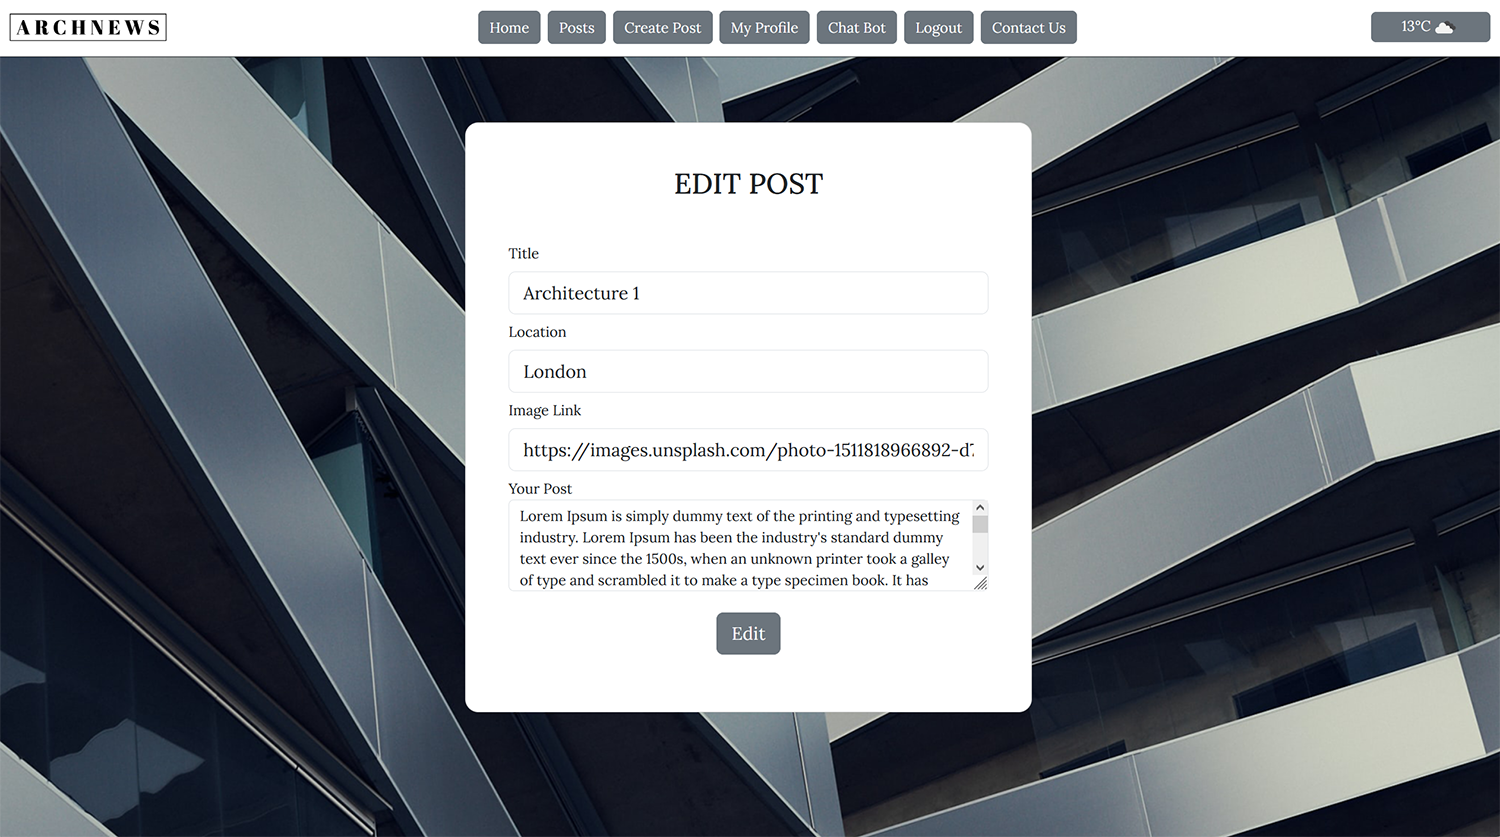 ARCHNEWS
Home Posts Create Post My Profile Chat Bot Logout Contact Us
13°C
EDIT POST
Title
Architecture 1
Location
London
Image Link
https://images.unsplash.com/photo-1511818966892-d7
Your Post
Lorem Ipsum is simply dummy text of the printing and typesetting
industry. Lorem Ipsum has been the industry's standard dummy
text ever since the 1500s, when an unknown printer took a galley
of type and scrambled it to make a type specimen book. It has
Edit